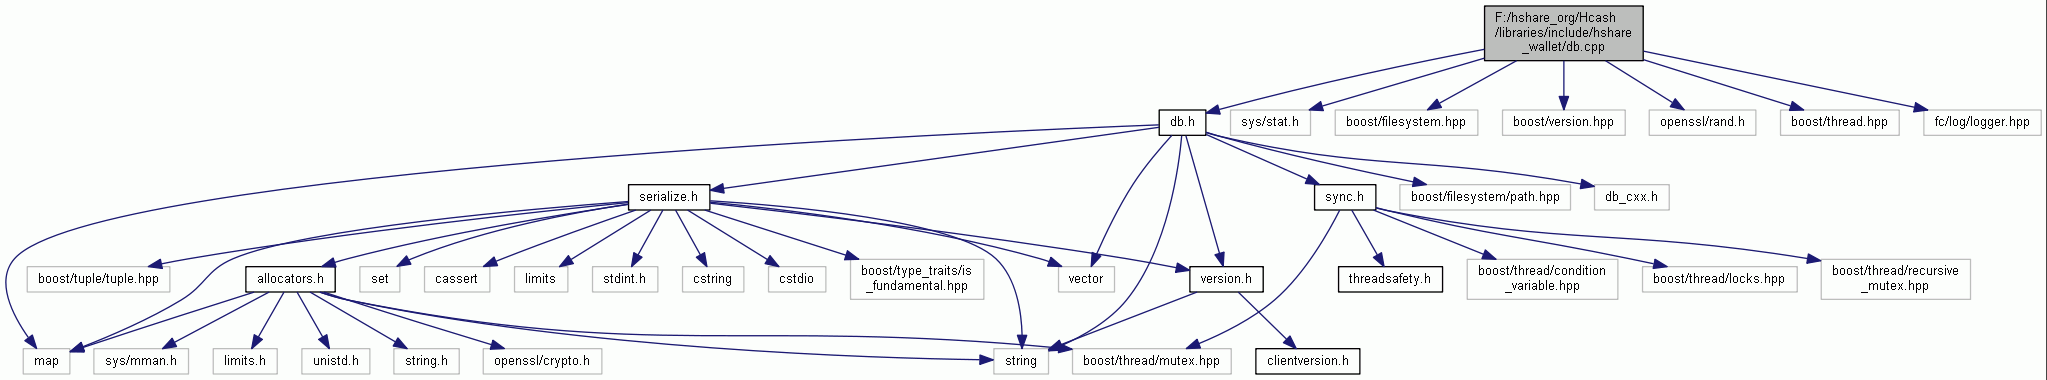 F:/hshare_org/Hcash
/libraries/include/hshare
_wallet/db.cpp
db.h
sys/stat.h
boost/filesystem.hpp
boost/version.hpp
openssl/rand.h
boost/thread.hpp
fc/log/logger.hpp
serialize.h
sync.h
boost/filesystem/path.hpp
db_cxx.h
boost/tuple/tuple.hpp
allocators.h
set
cassert
limits
stdint.h
cstring
cstdio
boost/type_traits/is
_fundamental.hpp
vector
version.h
threadsafety.h
boost/thread/condition
_variable.hpp
boost/thread/locks.hpp
boost/thread/recursive
_mutex.hpp
map
sys/mman.h
limits.h
unistd.h
string.h
openssl/crypto.h
string
boost/thread/mutex.hpp
clientversion.h